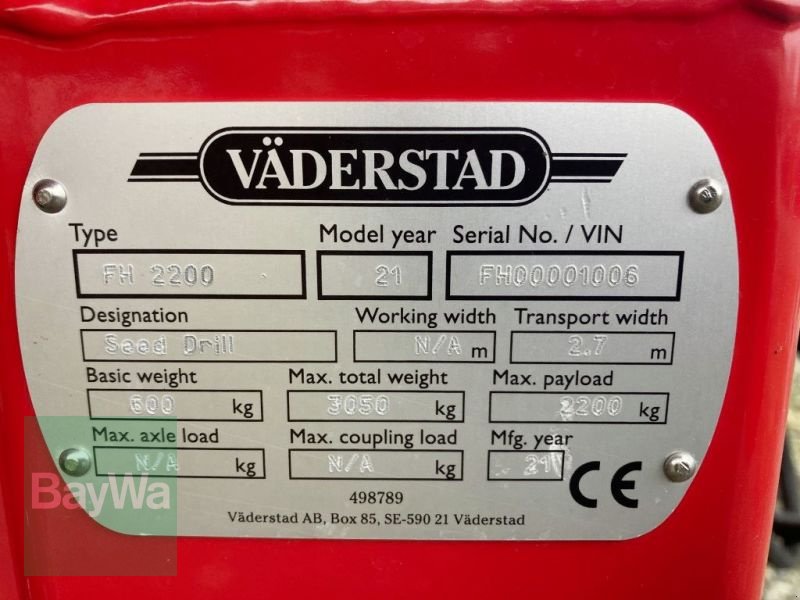 VÄDERSTAD
Type Model year Serial No. / VIN
FH 2200 21 FH00001006
Designation Working width Transport width
Seed Drill N/A m 2.7 m
Basic weight Max. total weight Max. payload
600 kg 3050 kg 2200 kg
Max. axle load Max. coupling load Mfg. year
N/A kg N/A kg 21
CE
BayWa
498789
Väderstad AB, Box 85, SE-590 21 Väderstad